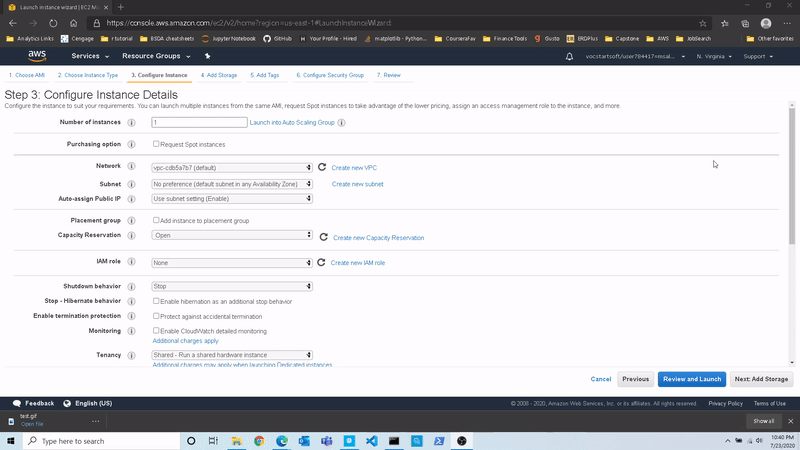 Launch instance wizard | EC2 M
https://console.aws.amazon.com/ec2/v2/home?region=us-east-1#LaunchInstanceWizard:
Analytics Links Cengage r tutorial BSDA cheatsheets Jupyter Notebook GitHub Your Profile - Hired matplotlib - Plotting Courses Finance Tools Gusto ERDPlus Capstone AWS JobSearch Other favorites
aws Services Resource Groups N. Virginia Support
1. Choose AMI 2. Choose Instance Type 3. Configure Instance 4. Add Storage 5. Add Tags 6. Configure Security Group 7. Review
Step 3: Configure Instance Details
Configure the instance to suit your requirements. You can launch multiple instances from the same AMI, request Spot instances to take advantage of the lower pricing, assign an access management role to the instance, and more.
Number of instances 1 Launch into Auto Scaling Group
Purchasing option Request Spot instances
Network vpc-cdb5a7b7 (default) Create new VPC
Subnet No preference (default subnet in any Availability Zone) Create new subnet
Auto-assign Public IP Use subnet setting (Enable)
Placement group Add instance to placement group
Capacity Reservation Open Create new Capacity Reservation
IAM role None Create new IAM role
Shutdown behavior Stop
Stop - Hibernate behavior Enable hibernation as an additional stop behavior
Enable termination protection Protect against accidental termination
Monitoring Enable CloudWatch detailed monitoring
Additional charges apply
Tenancy Shared - Run a shared hardware instance
Additional charges may apply when launching Dedicated instances
Cancel Previous Review and Launch Next: Add Storage
Feedback English (US) © 2008 - 2020, Amazon Web Services, Inc. or its affiliates. All rights reserved. Privacy Policy Terms of Use
test.gif
Open file
Show all
Type here to search
10:40 PM
7/23/2020